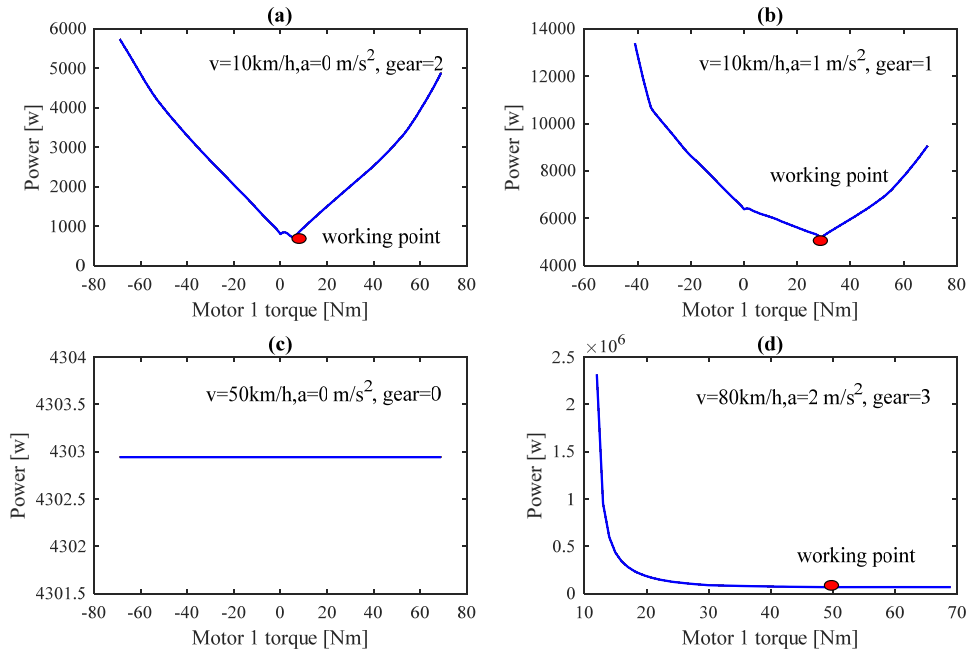 (a)
6000
5000
4000
3000
2000
1000
0
Power [w]
v=10km/h,a=0 m/s², gear=2
working point
-80 -60 -40 -20 0 20 40 60 80
Motor 1 torque [Nm]
(b)
14000
12000
10000
8000
6000
4000
Power [w]
v=10km/h,a=1 m/s², gear=1
working point
-60 -40 -20 0 20 40 60 80
Motor 1 torque [Nm]
(c)
4304
4303.5
4303
4302.5
4302
4301.5
Power [w]
v=50km/h,a=0 m/s², gear=0
-80 -60 -40 -20 0 20 40 60 80
Motor 1 torque [Nm]
(d)
×10⁶
2.5
2
1.5
1
0.5
0
Power [w]
v=80km/h,a=2 m/s², gear=3
working point
10 20 30 40 50 60 70
Motor 1 torque [Nm]